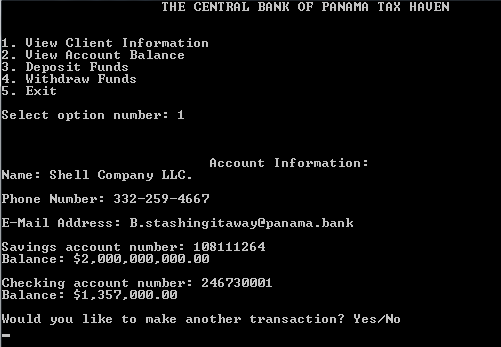 THE CENTRAL BANK OF PANAMA TAX HAVEN
1. View Client Information
2. View Account Balance
3. Deposit Funds
4. Withdraw Funds
5. Exit
Select option number: 1
Account Information:
Name: Shell Company LLC.
Phone Number: 332-259-4667
E-Mail Address: B.stashingitaway@panama.bank
Savings account number: 108111264
Balance: $2,000,000,000.00
Checking account number: 246730001
Balance: $1,357,000.00
Would you like to make another transaction? Yes/No